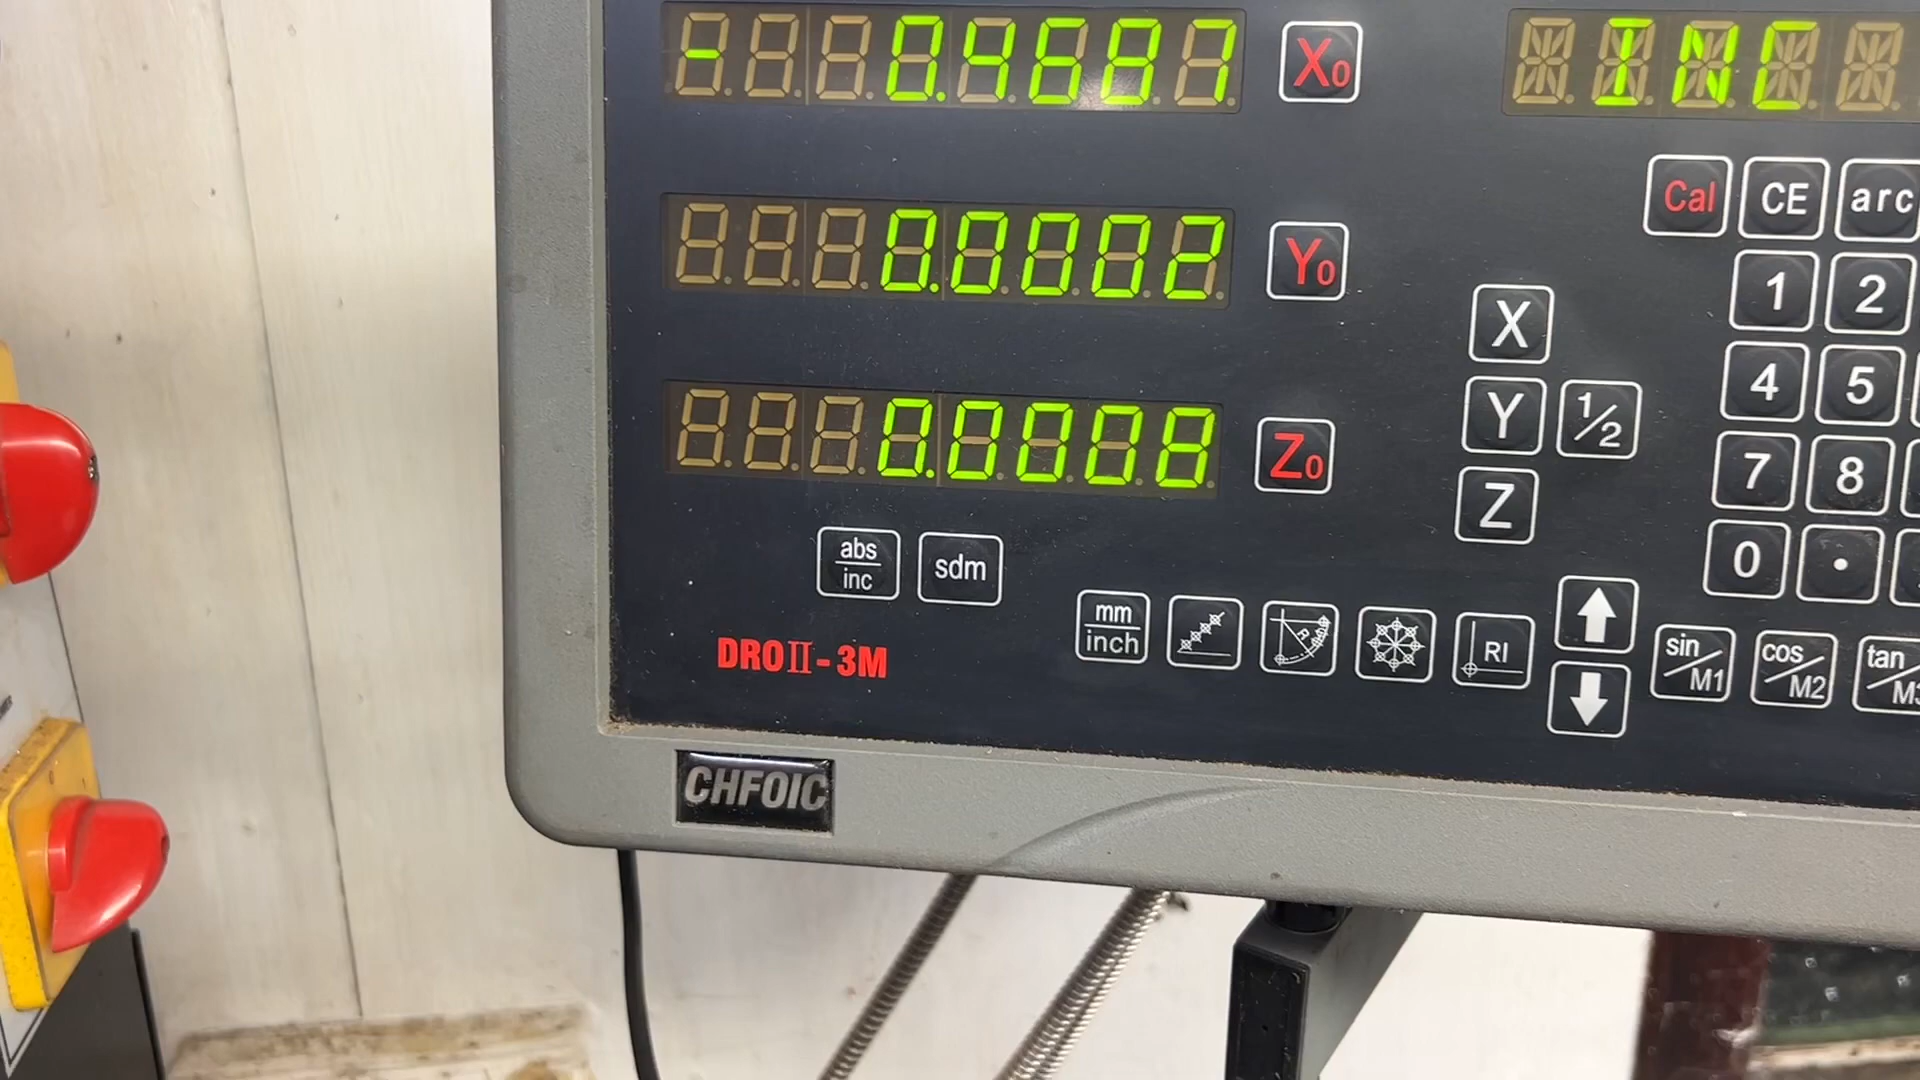 -0.4687 X0 INC
Cal CE arc
0.0002 Y0
1 2
X
4 5
Y 1/2
0.0008 Z0
7 8
Z
0 .
abs/inc sdm
mm/inch RI
sin/M1 cos/M2 tan/
DROII-3M
CHFOIC